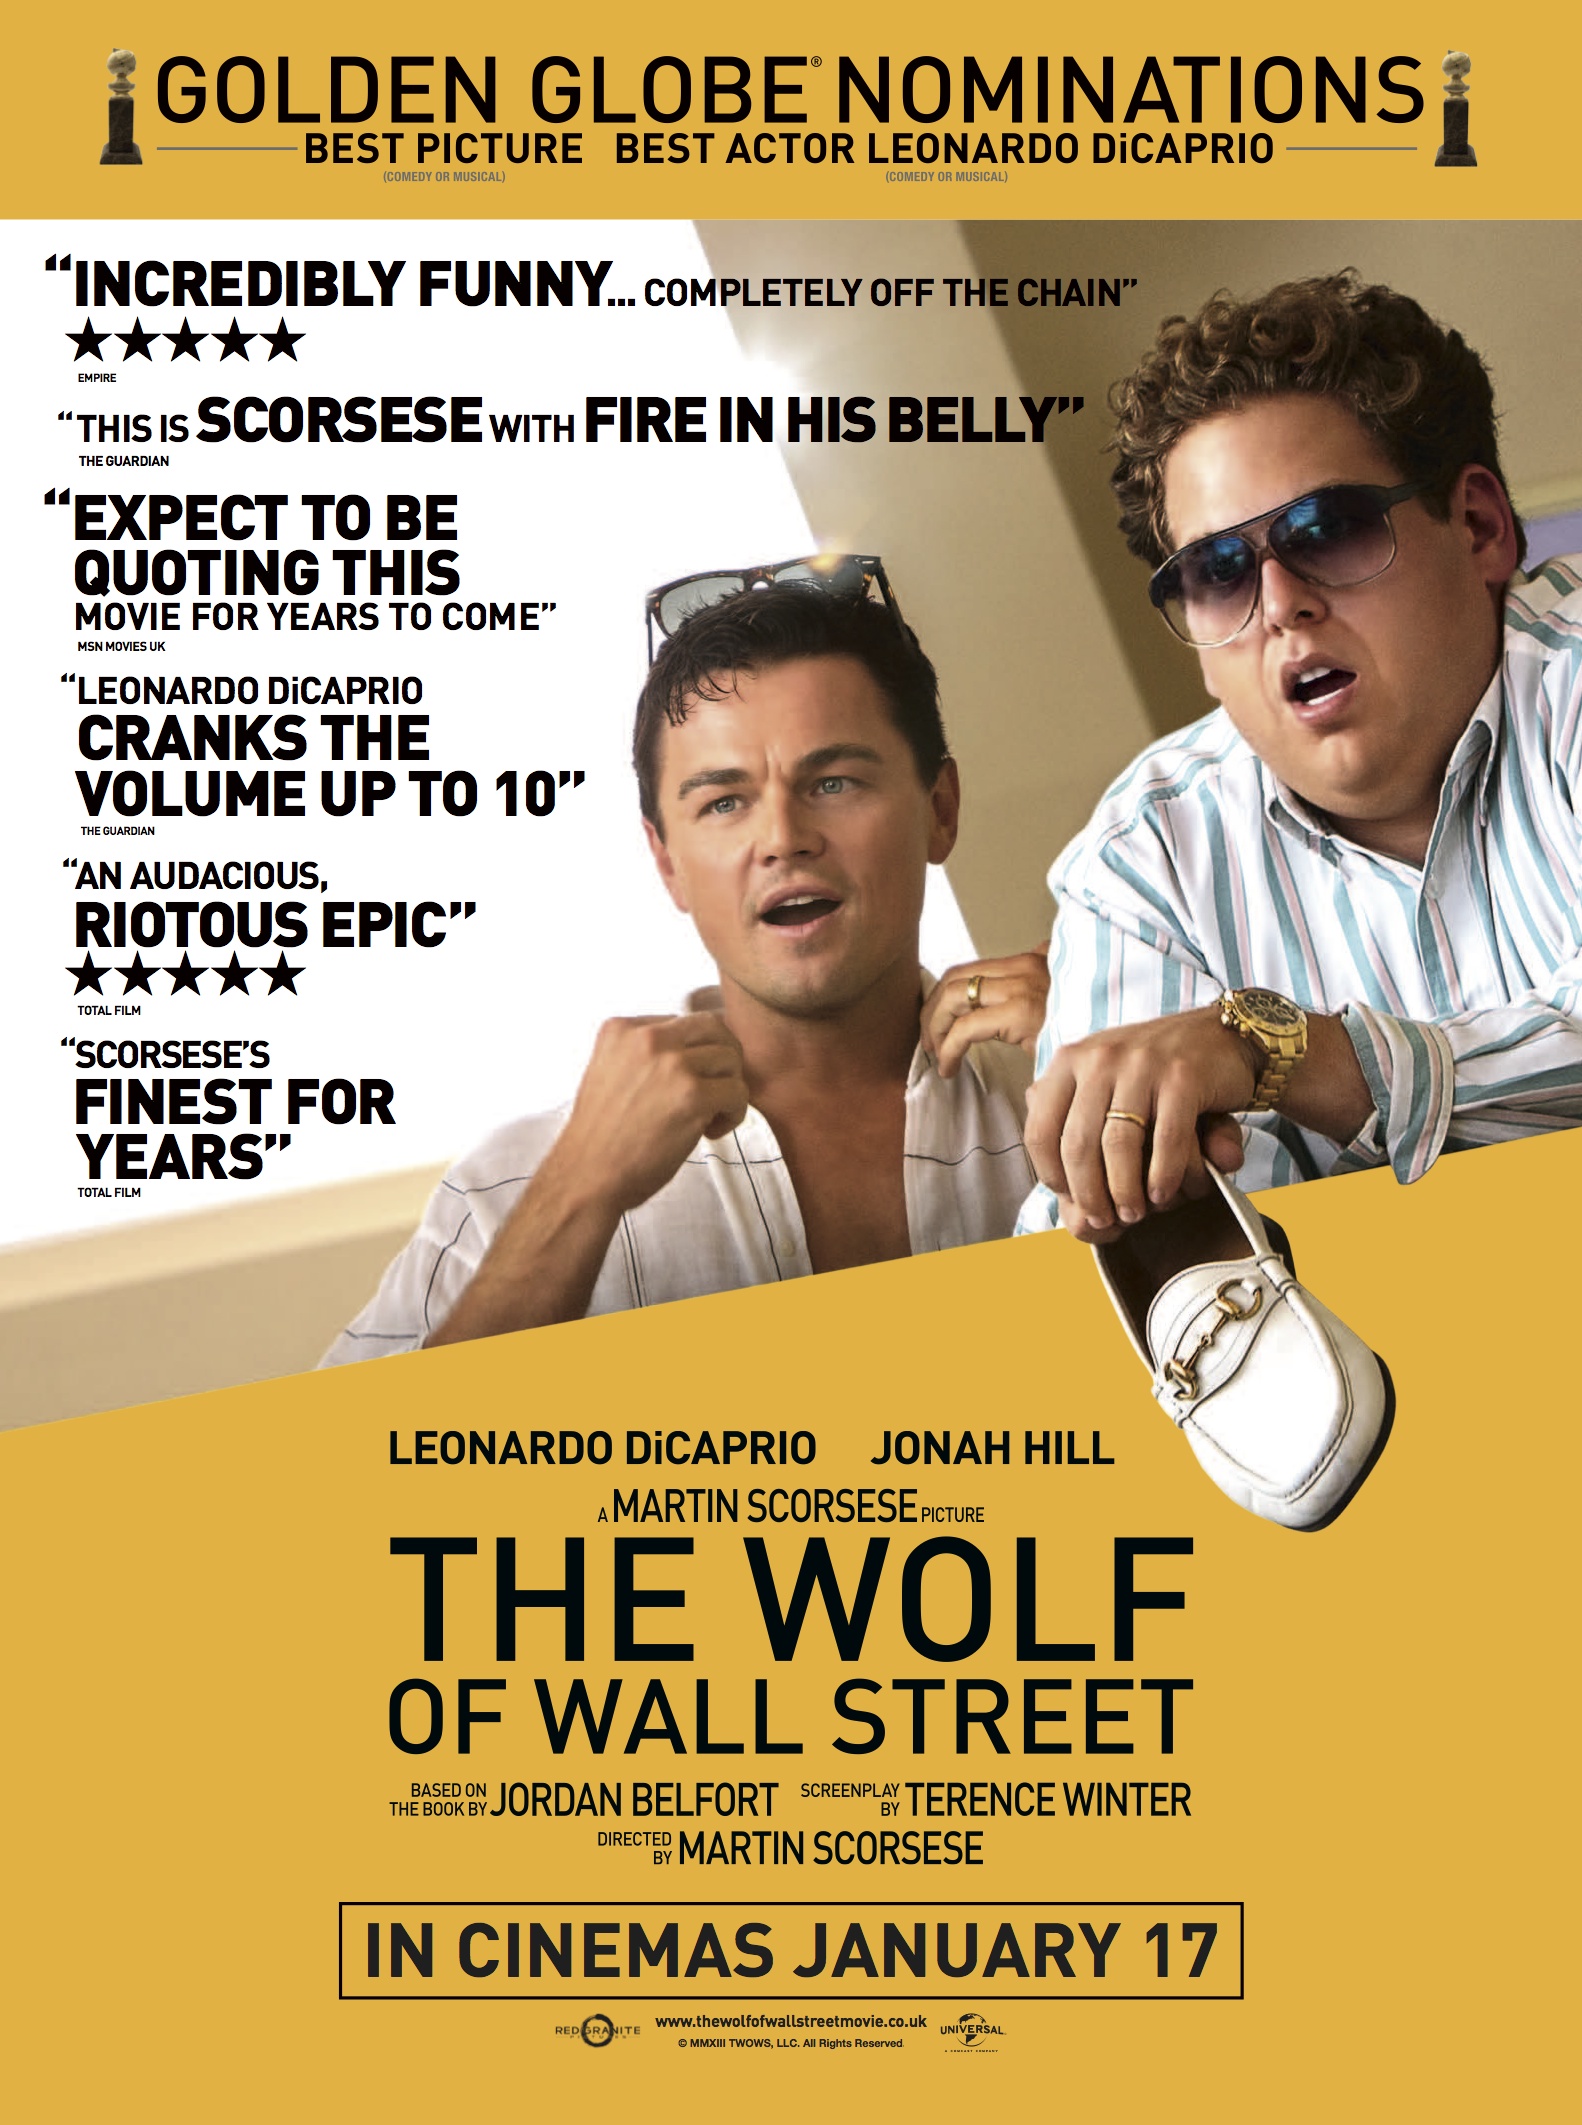 GOLDEN GLOBE® NOMINATIONS
BEST PICTURE BEST ACTOR LEONARDO DiCAPRIO
(COMEDY OR MUSICAL) (COMEDY OR MUSICAL)
“INCREDIBLY FUNNY... COMPLETELY OFF THE CHAIN”
★★★★★
EMPIRE
“THIS IS SCORSESE WITH FIRE IN HIS BELLY”
THE GUARDIAN
“EXPECT TO BE
QUOTING THIS
MOVIE FOR YEARS TO COME”
MSN MOVIES UK
“LEONARDO DiCAPRIO
CRANKS THE
VOLUME UP TO 10”
THE GUARDIAN
“AN AUDACIOUS,
RIOTOUS EPIC”
★★★★★
TOTAL FILM
“SCORSESE’S
FINEST FOR
YEARS”
TOTAL FILM
LEONARDO DiCAPRIO JONAH HILL
A MARTIN SCORSESE PICTURE
THE WOLF
OF WALL STREET
BASED ON THE BOOK BY JORDAN BELFORT SCREENPLAY BY TERENCE WINTER
DIRECTED BY MARTIN SCORSESE
IN CINEMAS JANUARY 17
RED GRANITE
PICTURES
www.thewolfofwallstreetmovie.co.uk
© MMXIII TWOWS, LLC. All Rights Reserved.
UNIVERSAL
A COMCAST COMPANY